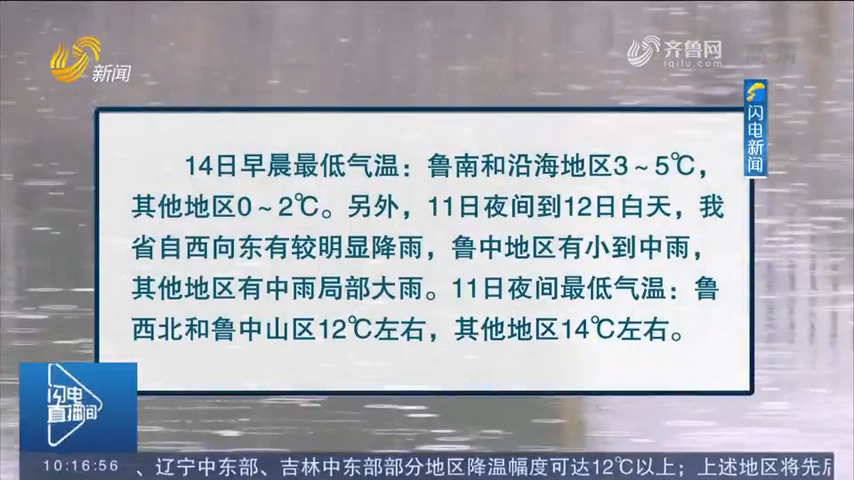 新闻
齐鲁网
iqilu.com
闪电新闻
14日早晨最低气温：鲁南和沿海地区3～5℃，
其他地区0～2℃。另外，11日夜间到12日白天，我
省自西向东有较明显降雨，鲁中地区有小到中雨，
其他地区有中雨局部大雨。11日夜间最低气温：鲁
西北和鲁中山区12℃左右，其他地区14℃左右。
闪电
直播间
10:16:56
、辽宁中东部、吉林中东部部分地区降温幅度可达12℃以上；上述地区将先后